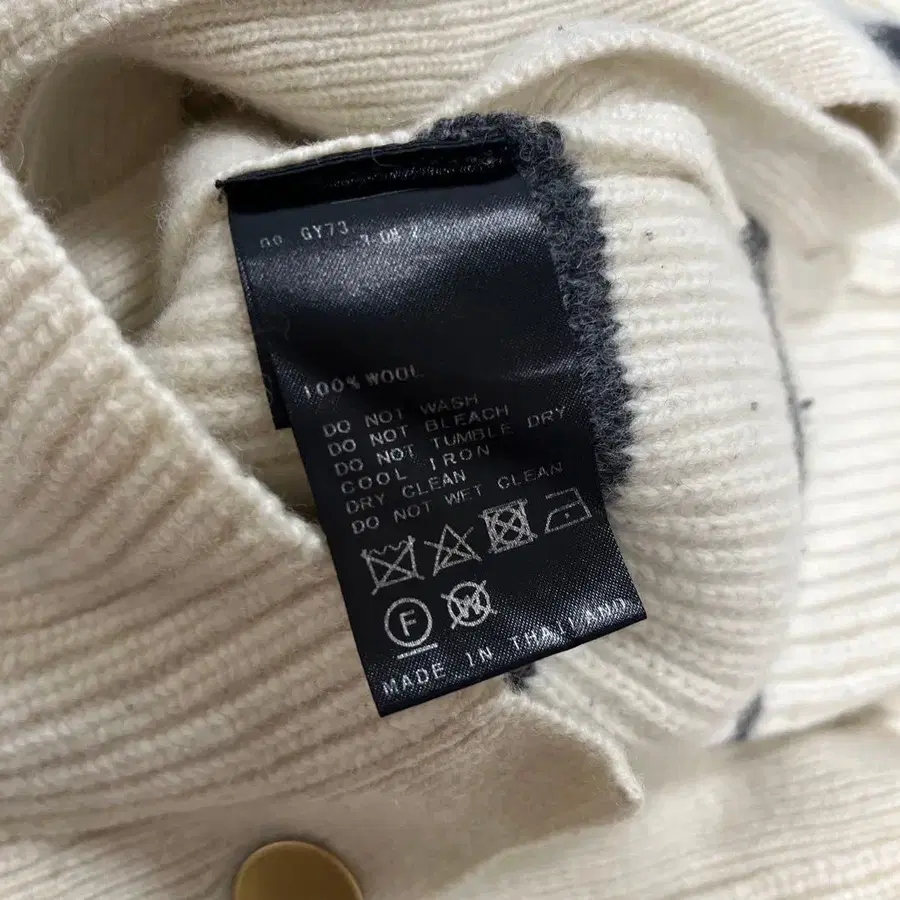 no GY73
100% WOOL
DO NOT WASH
DO NOT BLEACH
DO NOT TUMBLE DRY
COOL IRON
DRY CLEAN
DO NOT WET CLEAN
F
W
MADE IN THAILAND